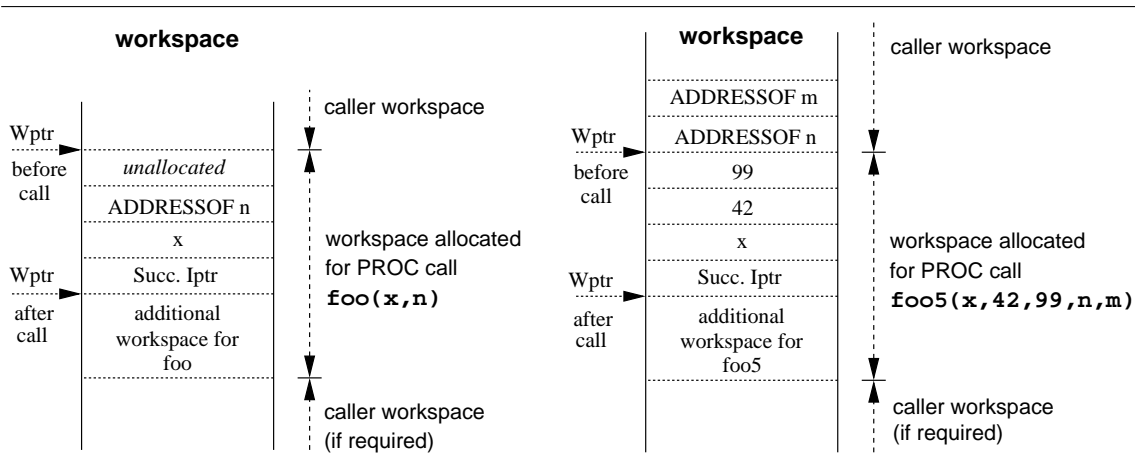 workspace
caller workspace
Wptr
before
call
unallocated
ADDRESSOF n
x
Wptr
Succ. Iptr
after
call
additional
workspace for
foo
workspace allocated
for PROC call
foo(x,n)
caller workspace
(if required)
workspace
caller workspace
ADDRESSOF m
Wptr
ADDRESSOF n
before
call
99
42
x
Wptr
Succ. Iptr
after
call
additional
workspace for
foo5
workspace allocated
for PROC call
foo5(x,42,99,n,m)
caller workspace
(if required)